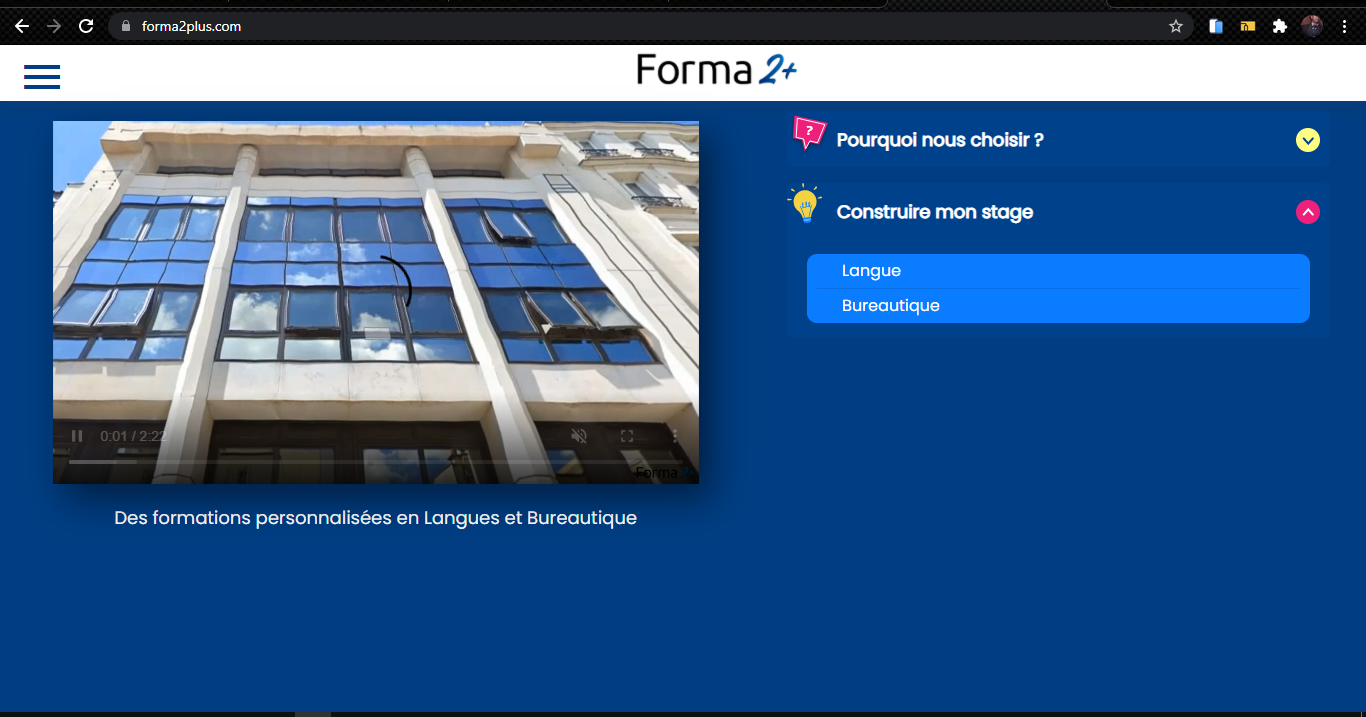 forma2plus.com
Forma 2+
?
Pourquoi nous choisir ?
Construire mon stage
Langue
Bureautique
0:01 / 2:22
Forma 2+
Des formations personnalisées en Langues et Bureautique